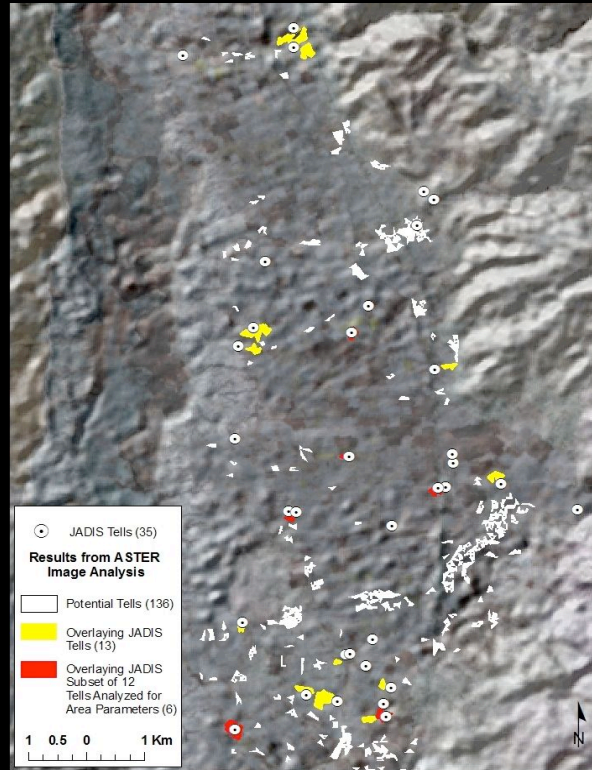 JADIS Tells (35)
Results from ASTER
Image Analysis
Potential Tells (136)
Overlaying JADIS
Tells (13)
Overlaying JADIS
Subset of 12
Tells Analyzed for
Area Parameters (6)
1 0.5 0 1 Km
N